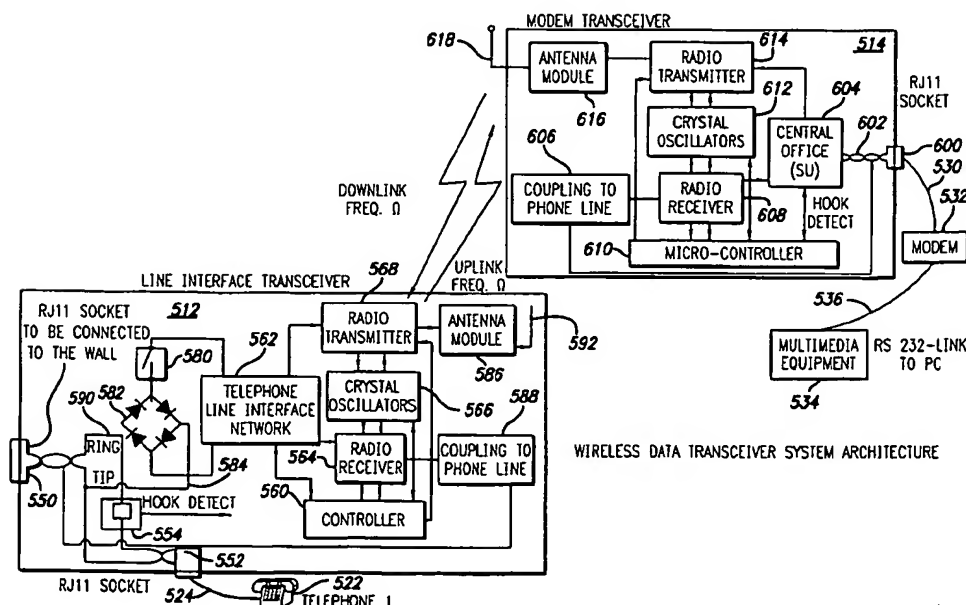 MODEM TRANSCEIVER
618
ANTENNA
MODULE
616
RADIO
TRANSMITTER
614
514
RJ11
SOCKET
612
604
602
600
CRYSTAL
OSCILLATORS
CENTRAL
OFFICE
(SU)
530
532
606
COUPLING TO
PHONE LINE
RADIO
RECEIVER
608
HOOK
DETECT
MODEM
610
MICRO-CONTROLLER
DOWNLINK
FREQ. Ω
UPLINK
FREQ. Ω
536
MULTIMEDIA
EQUIPMENT
534
RS 232-LINK
TO PC
LINE INTERFACE TRANSCEIVER
568
RJ11 SOCKET
TO BE CONNECTED
TO THE WALL
512
580
562
RADIO
TRANSMITTER
ANTENNA
MODULE
586
592
590
582
TELEPHONE
LINE INTERFACE
NETWORK
CRYSTAL
OSCILLATORS
566
588
RING
564
RADIO
RECEIVER
COUPLING TO
PHONE LINE
WIRELESS DATA TRANSCEIVER SYSTEM ARCHITECTURE
550
TIP
584
560
CONTROLLER
HOOK DETECT
554
552
RJ11 SOCKET
524
522
TELEPHONE 1